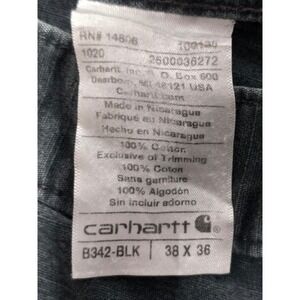 RN# 14806
1020 2500036272
Carhartt, Inc. P.O. Box 600
Dearborn, MI 48121 USA
Carhartt.com
Made in Nicaragua
Fabriqué au Nicaragua
Hecho en Nicaragua
100% Cotton
Exclusive of Trimming
100% Coton
Sans garniture
100% Algodón
Sin incluir adorno
carhartt
B342-BLK 38 X 36